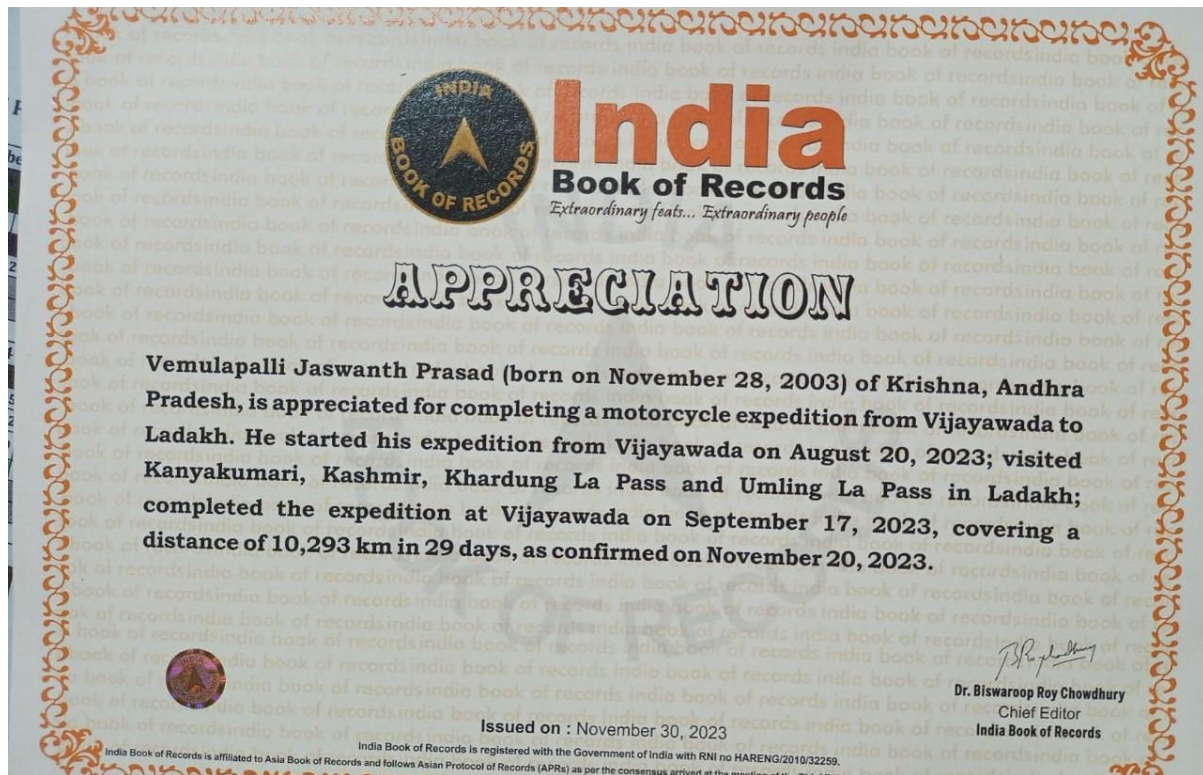 INDIA
BOOK OF RECORDS
India
Book of Records
Extraordinary feats... Extraordinary people
APPRECIATION
Vemulapalli Jaswanth Prasad (born on November 28, 2003) of Krishna, Andhra
Pradesh, is appreciated for completing a motorcycle expedition from Vijayawada to
Ladakh. He started his expedition from Vijayawada on August 20, 2023; visited
Kanyakumari, Kashmir, Khardung La Pass and Umling La Pass in Ladakh;
completed the expedition at Vijayawada on September 17, 2023, covering a
distance of 10,293 km in 29 days, as confirmed on November 20, 2023.
Dr. Biswaroop Roy Chowdhury
Chief Editor
India Book of Records
Issued on : November 30, 2023
India Book of Records is registered with the Government of India with RNI no HARENG/2010/32259.
India Book of Records is affiliated to Asia Book of Records and follows Asian Protocol of Records (APRs) as per the consensus arrived at the meeting of the